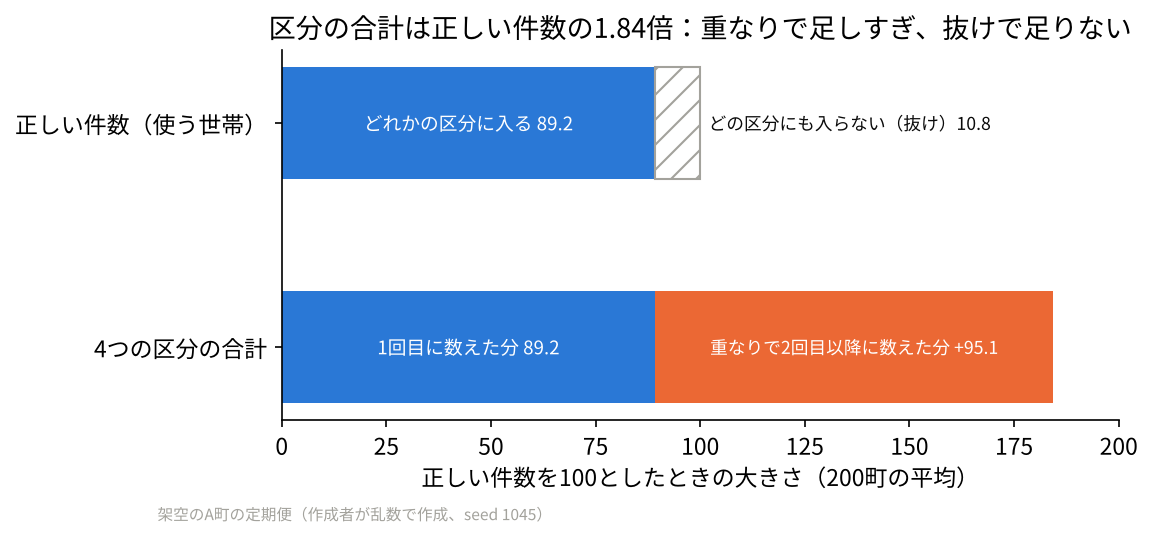 区分の合計は正しい件数の1.84倍：重なりで足しすぎ、抜けで足りない
正しい件数（使う世帯）
どれかの区分に入る 89.2
どの区分にも入らない（抜け）10.8
4つの区分の合計
1回目に数えた分 89.2
重なりで2回目以降に数えた分 +95.1
0 25 50 75 100 125 150 175 200
正しい件数を100としたときの大きさ（200町の平均）
架空のA町の定期便（作成者が乱数で作成、seed 1045）